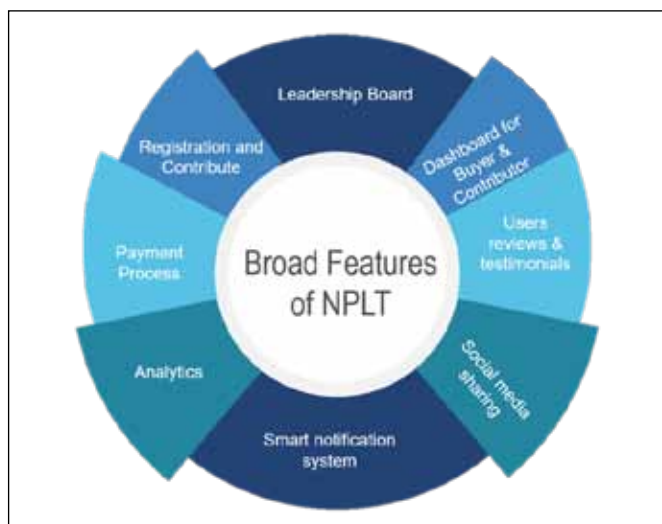 Leadership Board
Dashboard for
Buyer &
Contributor
Users
reviews &
testimonials
Social media
sharing
Smart notification
system
Analytics
Payment
Process
Registration and
Contribute
Broad Features
of NPLT